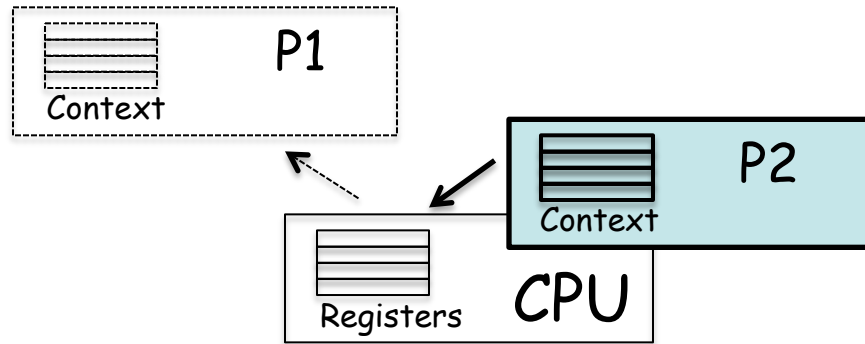 P1
Context
P2
Context
CPU
Registers